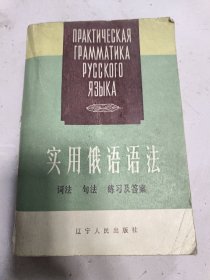 ПРАКТИЧЕСКАЯ
ГРАММАТИКА
РУССКОГО
ЯЗЫКА
实用俄语语法
词法 句法 练习及答案
辽宁人民出版社